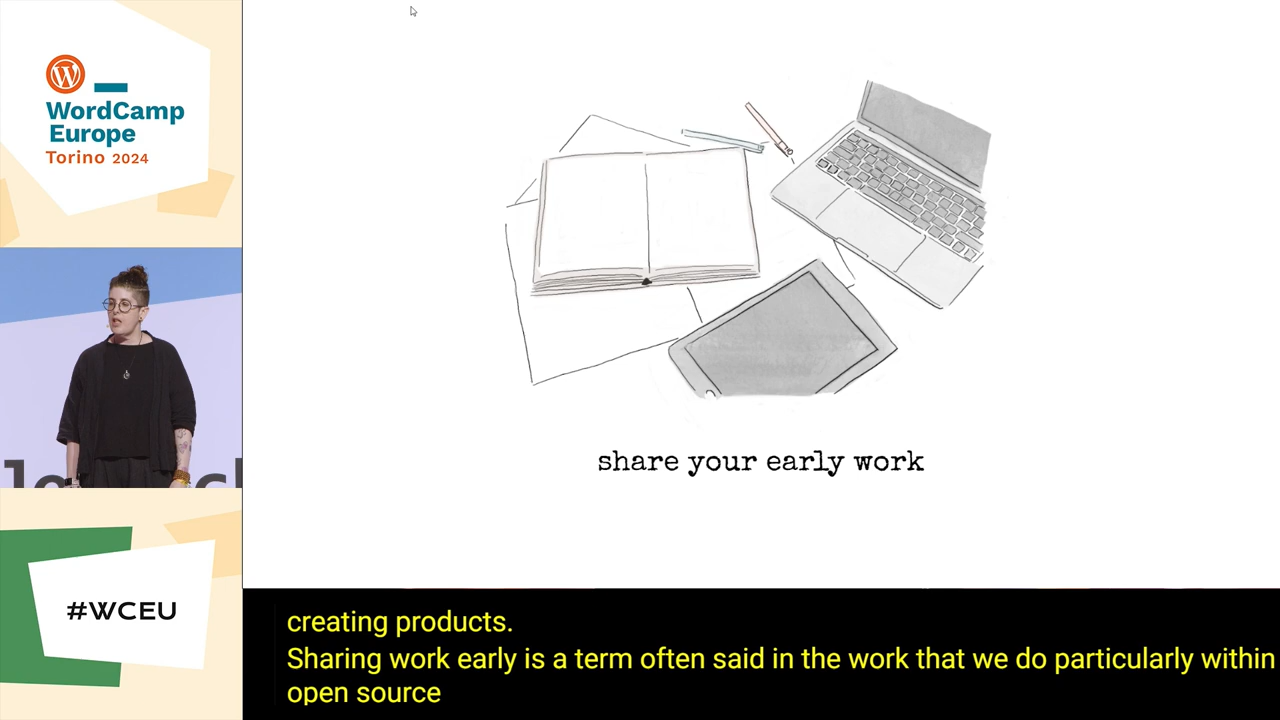 WordCamp
Europe
Torino 2024
share your early work
#WCEU
creating products.
Sharing work early is a term often said in the work that we do particularly within
open source